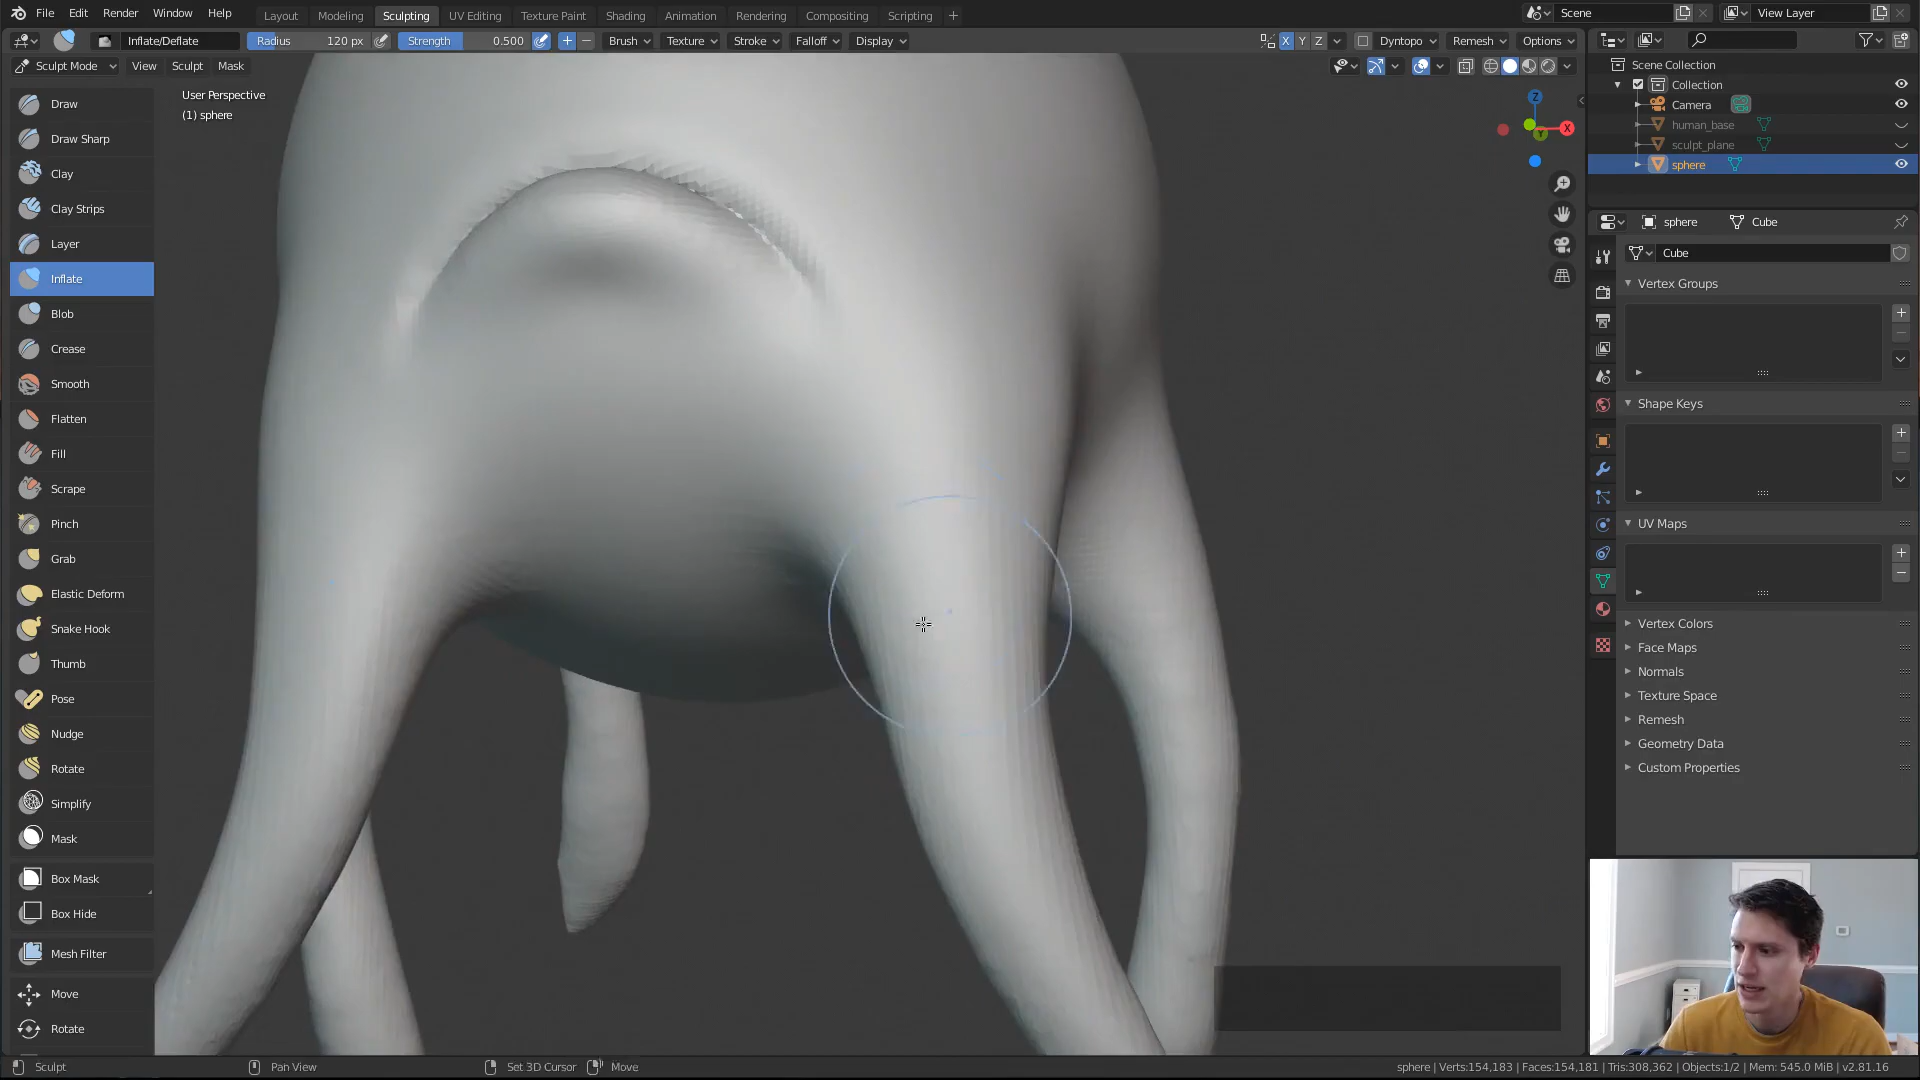 File Edit Render Window Help Layout Modeling Sculpting UV Editing Texture Paint Shading Animation Rendering Compositing Scripting + Scene View Layer
Inflate/Deflate Radius 120 px Strength 0.500 Brush Texture Stroke Falloff Display X Y Z Dyntopo Remesh Options
Sculpt Mode View Sculpt Mask
User Perspective
(1) sphere
Draw
Draw Sharp
Clay
Clay Strips
Layer
Inflate
Blob
Crease
Smooth
Flatten
Fill
Scrape
Pinch
Grab
Elastic Deform
Snake Hook
Thumb
Pose
Nudge
Rotate
Simplify
Mask
Box Mask
Box Hide
Mesh Filter
Move
Rotate
Z
X
Y
Scene Collection
Collection
Camera
human_base
sculpt_plane
sphere
sphere Cube
Cube
Vertex Groups
Shape Keys
UV Maps
Vertex Colors
Face Maps
Normals
Texture Space
Remesh
Geometry Data
Custom Properties
Sculpt Pan View Set 3D Cursor Move sphere | Verts:154,183 | Faces:154,181 | Tris:308,362 | Objects:1/2 | Mem: 545.0 MiB | v2.81.16